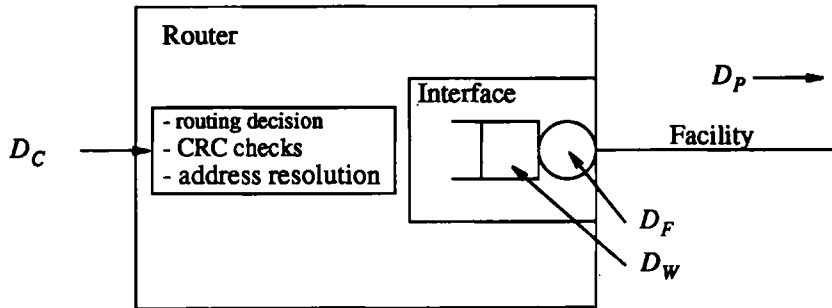 Router
D_P
Interface
- routing decision
- CRC checks
- address resolution
D_C
Facility
D_F
D_W